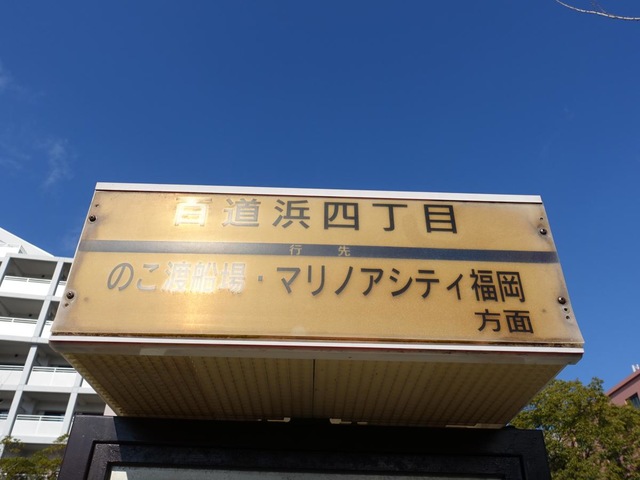 百道浜四丁目
行先
のこ渡船場・マリノアシティ福岡
方面